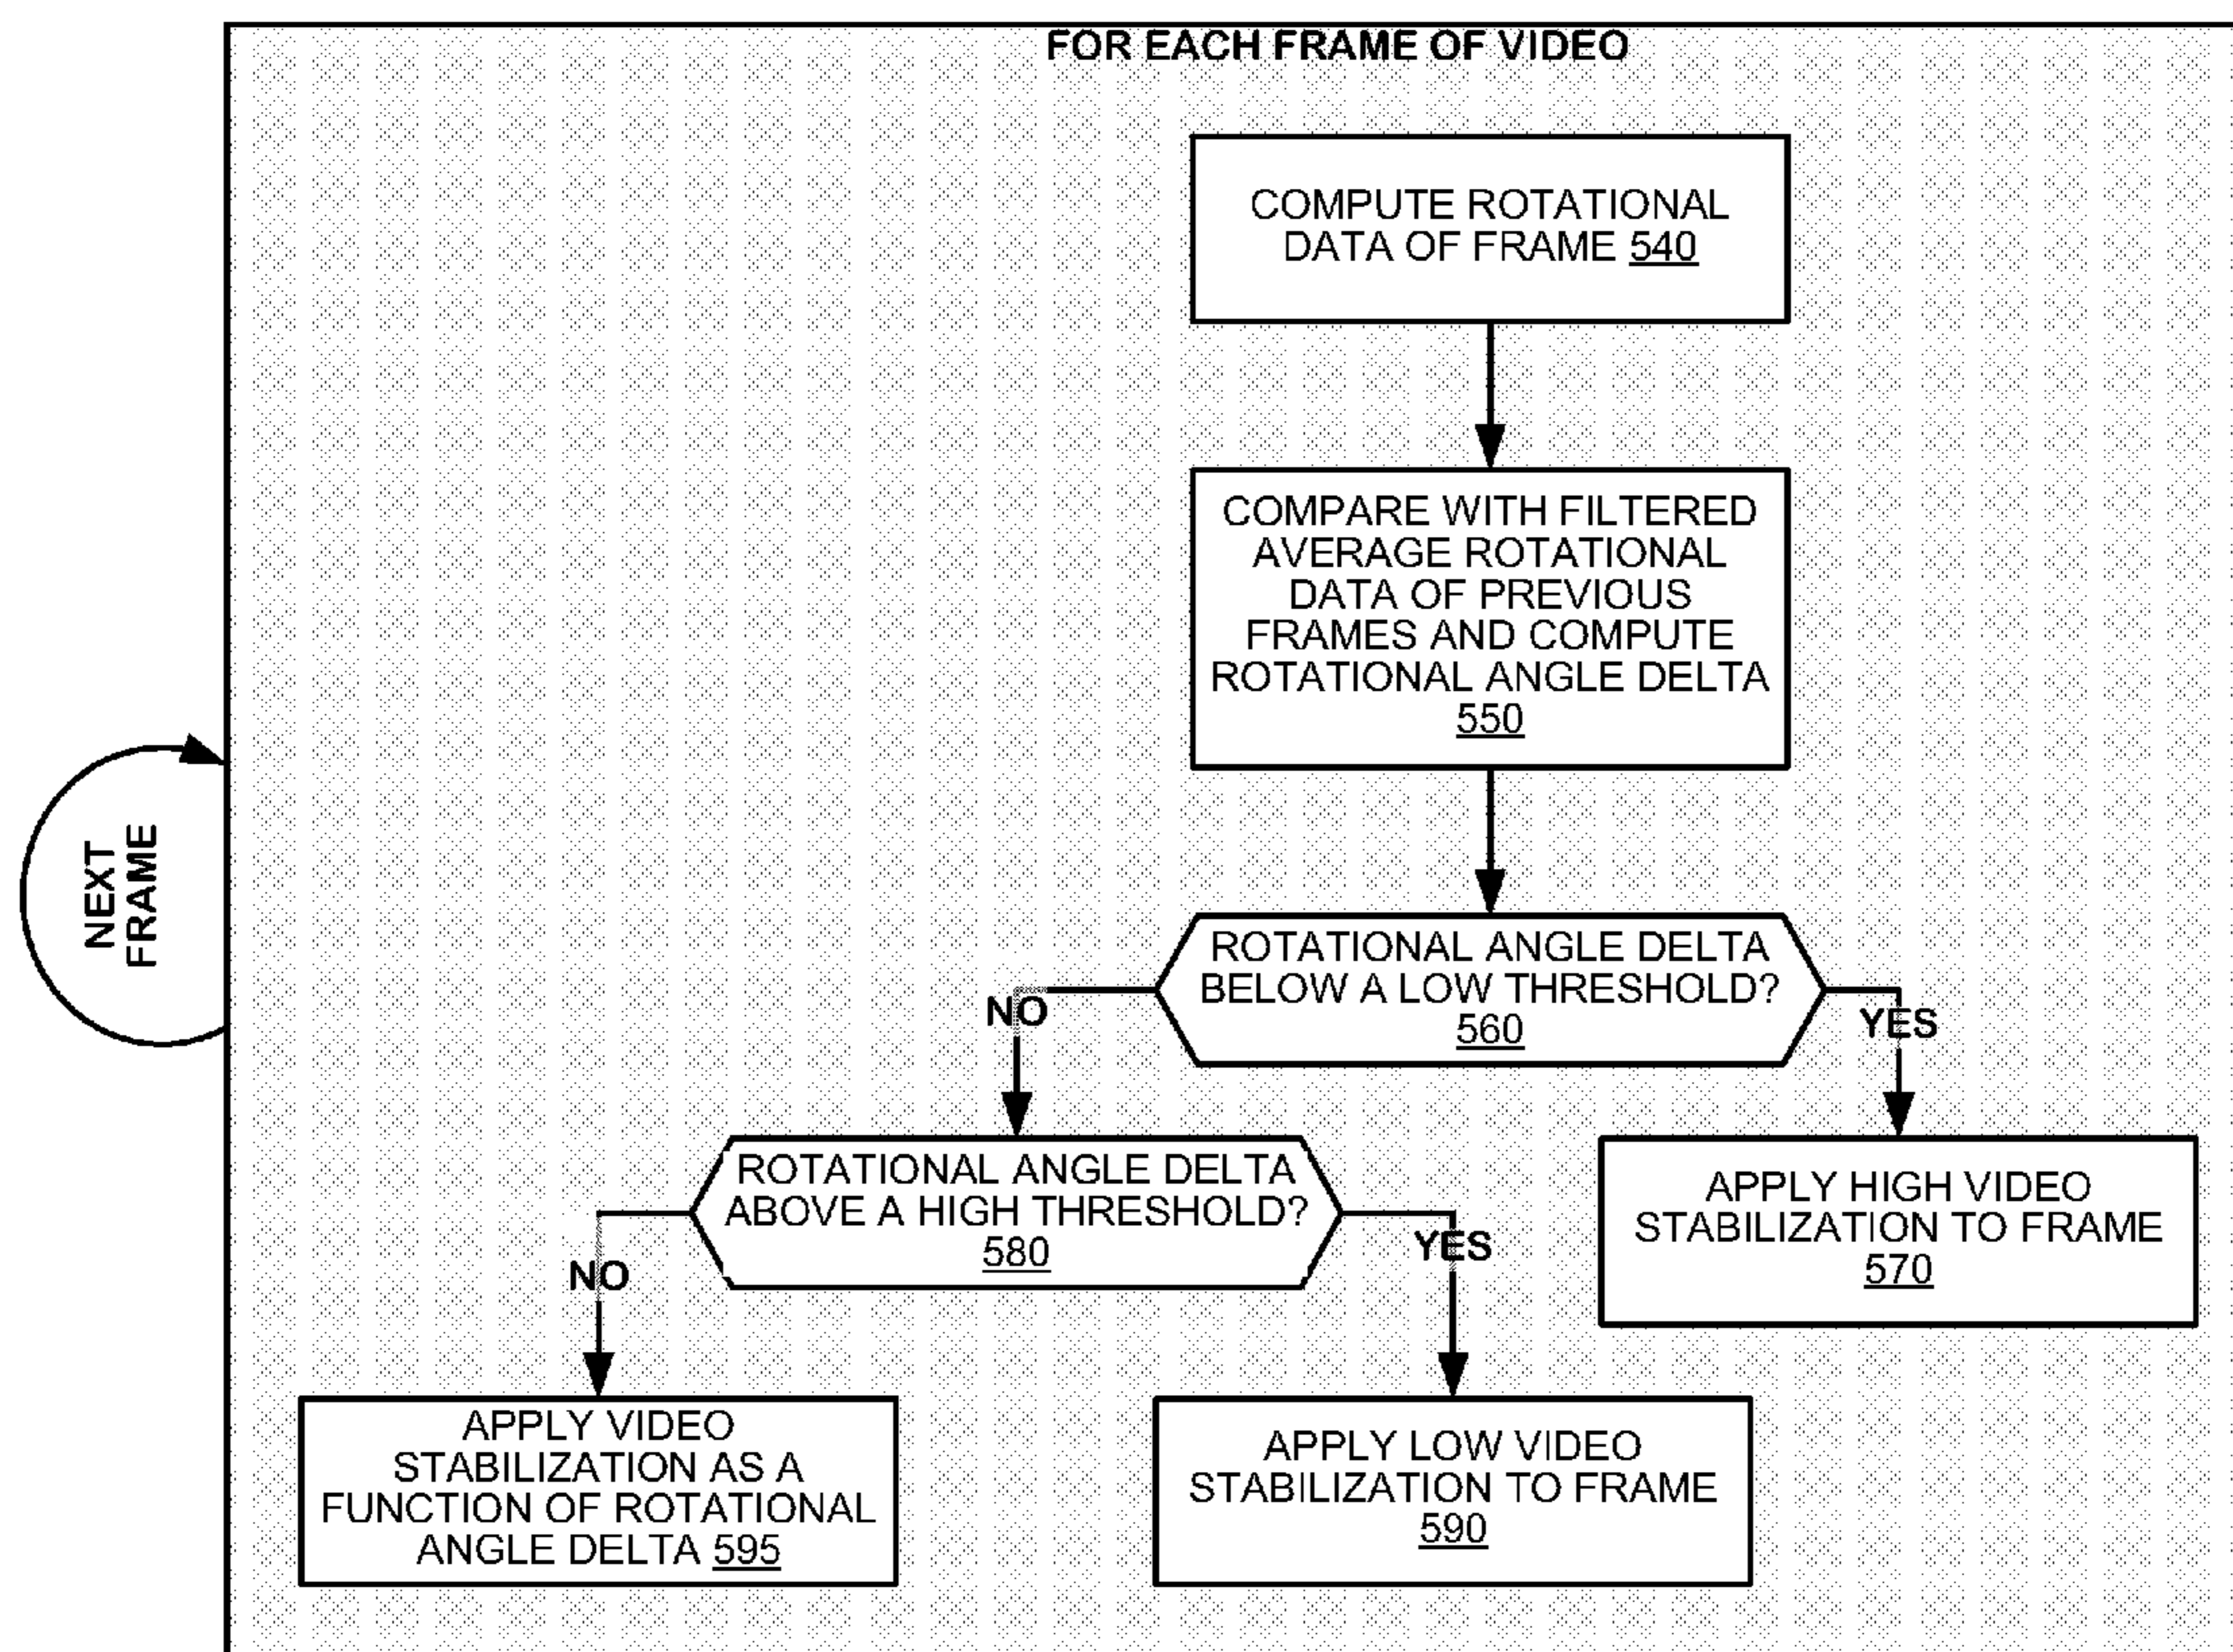 FOR EACH FRAME OF VIDEO
COMPUTE ROTATIONAL
DATA OF FRAME 540
COMPARE WITH FILTERED
AVERAGE ROTATIONAL
DATA OF PREVIOUS
FRAMES AND COMPUTE
ROTATIONAL ANGLE DELTA
550
NEXT
FRAME
ROTATIONAL ANGLE DELTA
BELOW A LOW THRESHOLD?
560
NO
YES
ROTATIONAL ANGLE DELTA
ABOVE A HIGH THRESHOLD?
580
APPLY HIGH VIDEO
STABILIZATION TO FRAME
570
NO
YES
APPLY VIDEO
STABILIZATION AS A
FUNCTION OF ROTATIONAL
ANGLE DELTA 595
APPLY LOW VIDEO
STABILIZATION TO FRAME
590